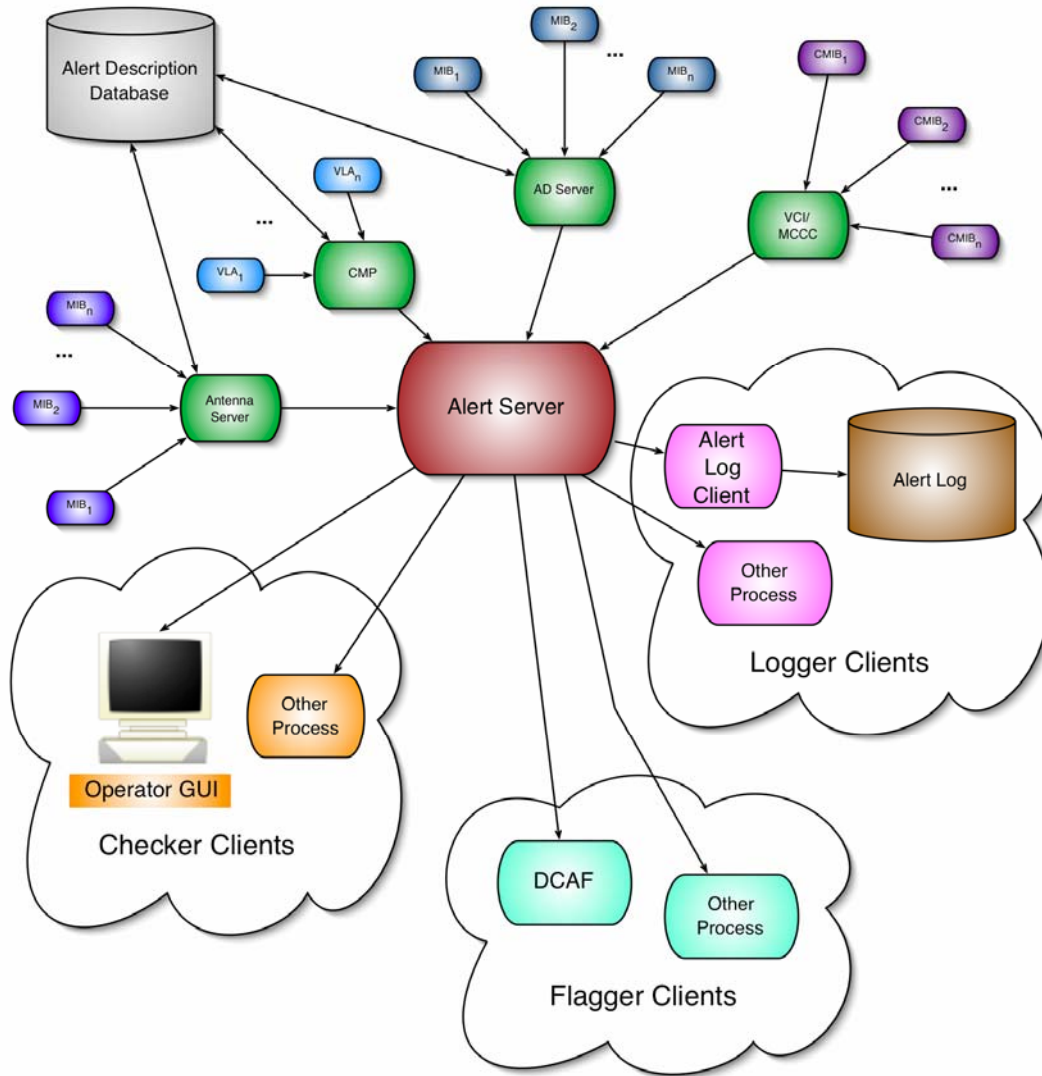 Alert Description
Database
MIB1
MIB2
...
MIBn
CMIB1
CMIB2
...
CMIBn
VCI/
MCCC
AD Server
VLAn
...
VLA1
CMP
MIBn
...
MIB2
MIB1
Antenna
Server
Alert Server
Alert
Log
Client
Alert Log
Other
Process
Logger Clients
Operator GUI
Other
Process
Checker Clients
DCAF
Other
Process
Flagger Clients